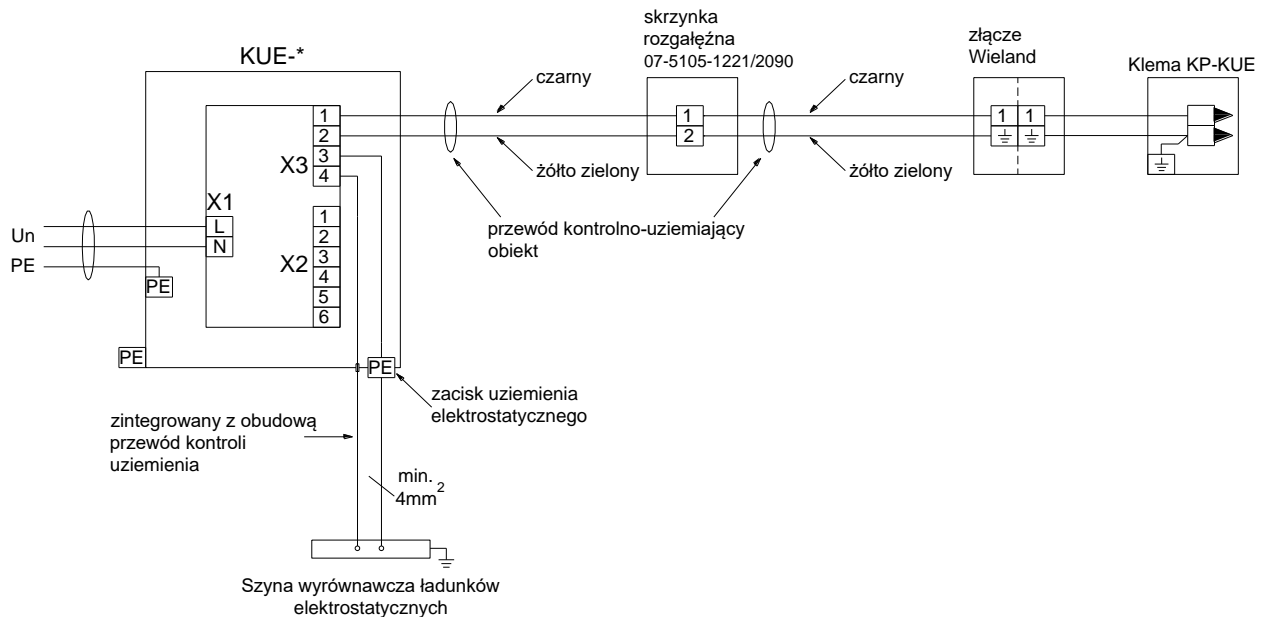 skrzynka
rozgałęźna
07-5105-1221/2090
złącze
Wieland
Klema KP-KUE
KUE-*
czarny
czarny
1
2
3
4
X3
1
2
1 1
żółto zielony
żółto zielony
X1
L
N
Un
PE
PE
1
2
3
4
5
6
X2
przewód kontrolno-uziemiający
obiekt
PE
PE
zacisk uziemienia
elektrostatycznego
zintegrowany z obudową
przewód kontroli
uziemienia
min.
4mm²
Szyna wyrównawcza ładunków
elektrostatycznych